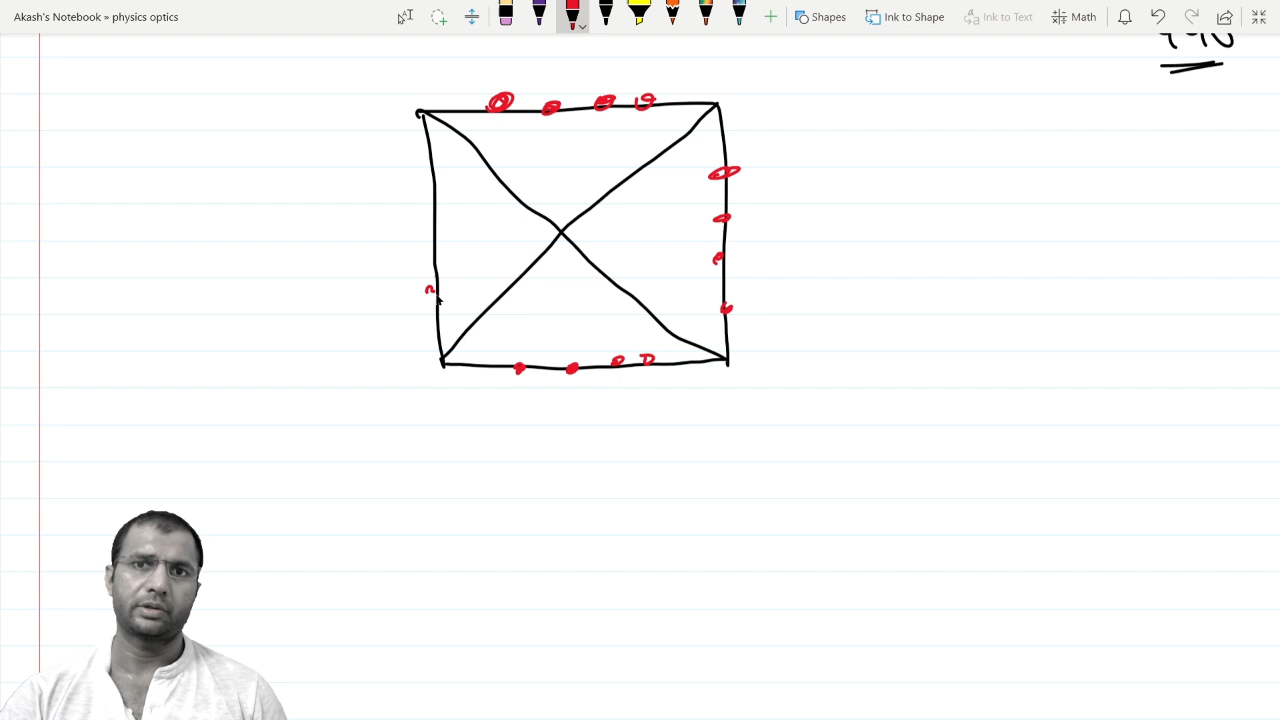 Akash's Notebook » physics optics
Shapes
Ink to Shape
Ink to Text
Math